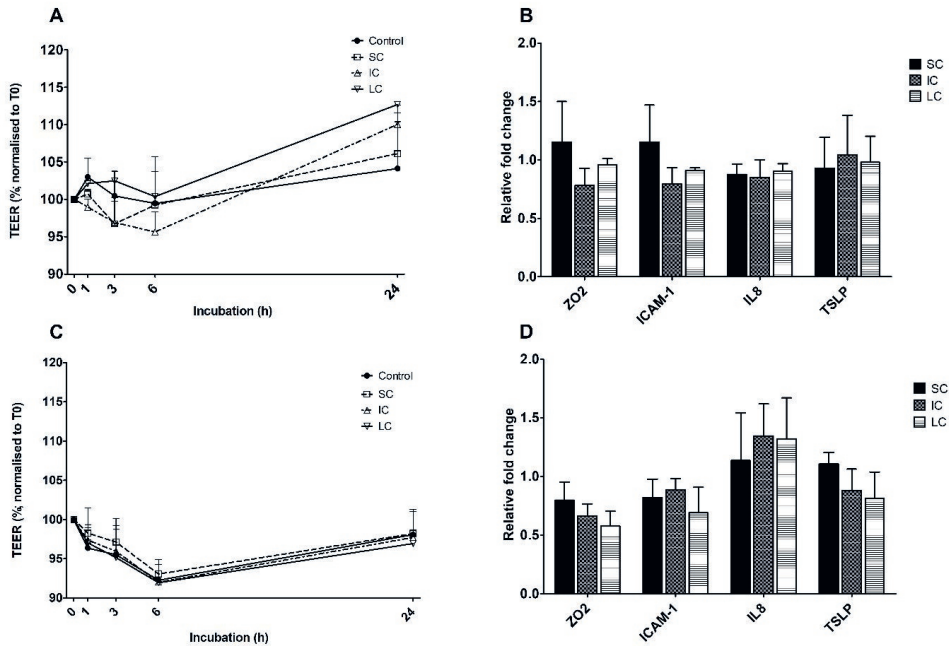 A
Control
SC
IC
LC
TEER (%, normalised to T0)
120
115
110
105
100
95
90
0
1
3
6
24
Incubation (h)
B
SC
IC
LC
Relative fold change
2.0
1.5
1.0
0.5
0.0
ZO2
ICAM-1
IL8
TSLP
C
Control
SC
IC
LC
TEER (%, normalised to T0)
120
115
110
105
100
95
90
0
1
3
6
24
Incubation (h)
D
SC
IC
LC
Relative fold change
2.0
1.5
1.0
0.5
0.0
ZO2
ICAM-1
IL8
TSLP